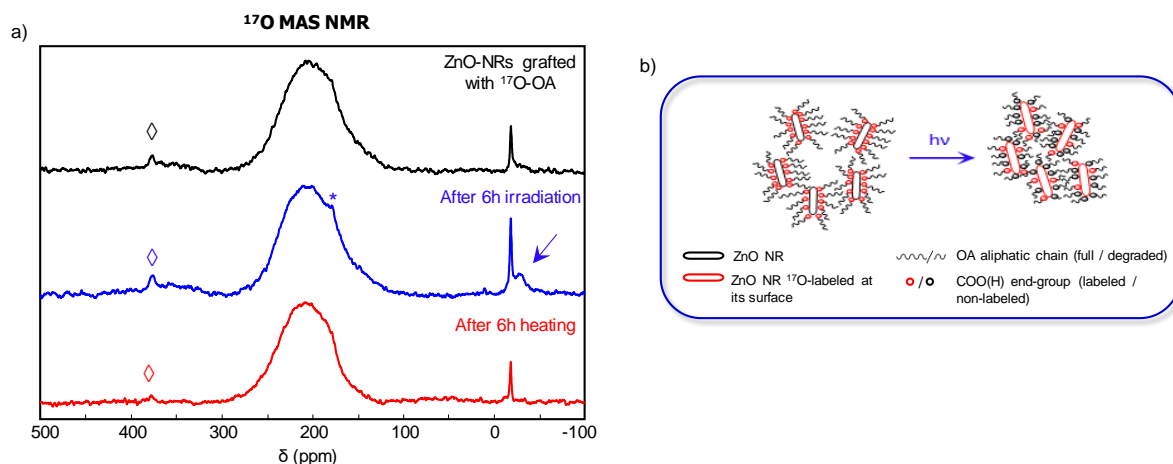 ¹⁷O MAS NMR
a)
ZnO-NRs grafted
with ¹⁷O-OA
◊
After 6h irradiation
*
◊
After 6h heating
◊
500 400 300 200 100 0 -100
δ (ppm)
b)
hν
ZnO NR
ZnO NR ¹⁷O-labeled at
its surface
OA aliphatic chain (full / degraded)
/
COO(H) end-group (labeled /
non-labeled)